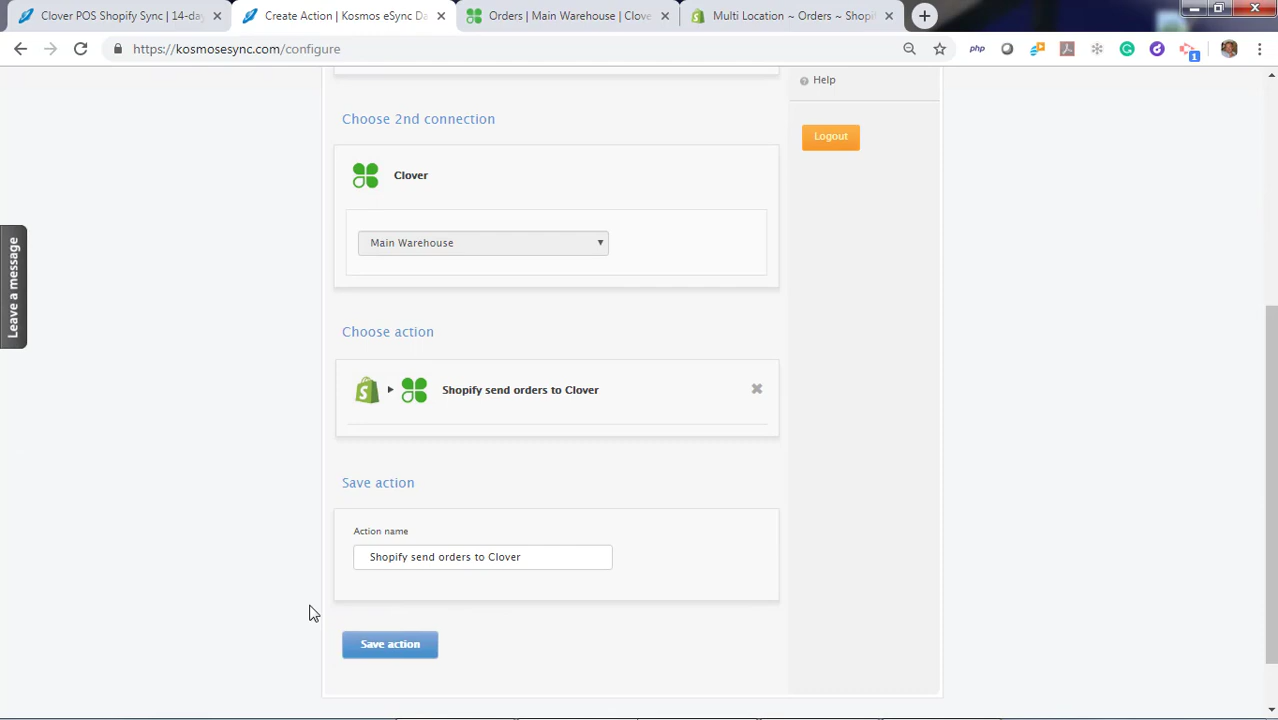 Clover POS Shopify Sync | 14-day
Create Action | Kosmos eSync Da
Orders | Main Warehouse | Clove
Multi Location ~ Orders ~ Shopif
https://kosmosesync.com/configure
php
1
Help
Logout
Choose 2nd connection
Clover
Main Warehouse
Leave a message
Choose action
Shopify send orders to Clover
Save action
Action name
Shopify send orders to Clover
Save action